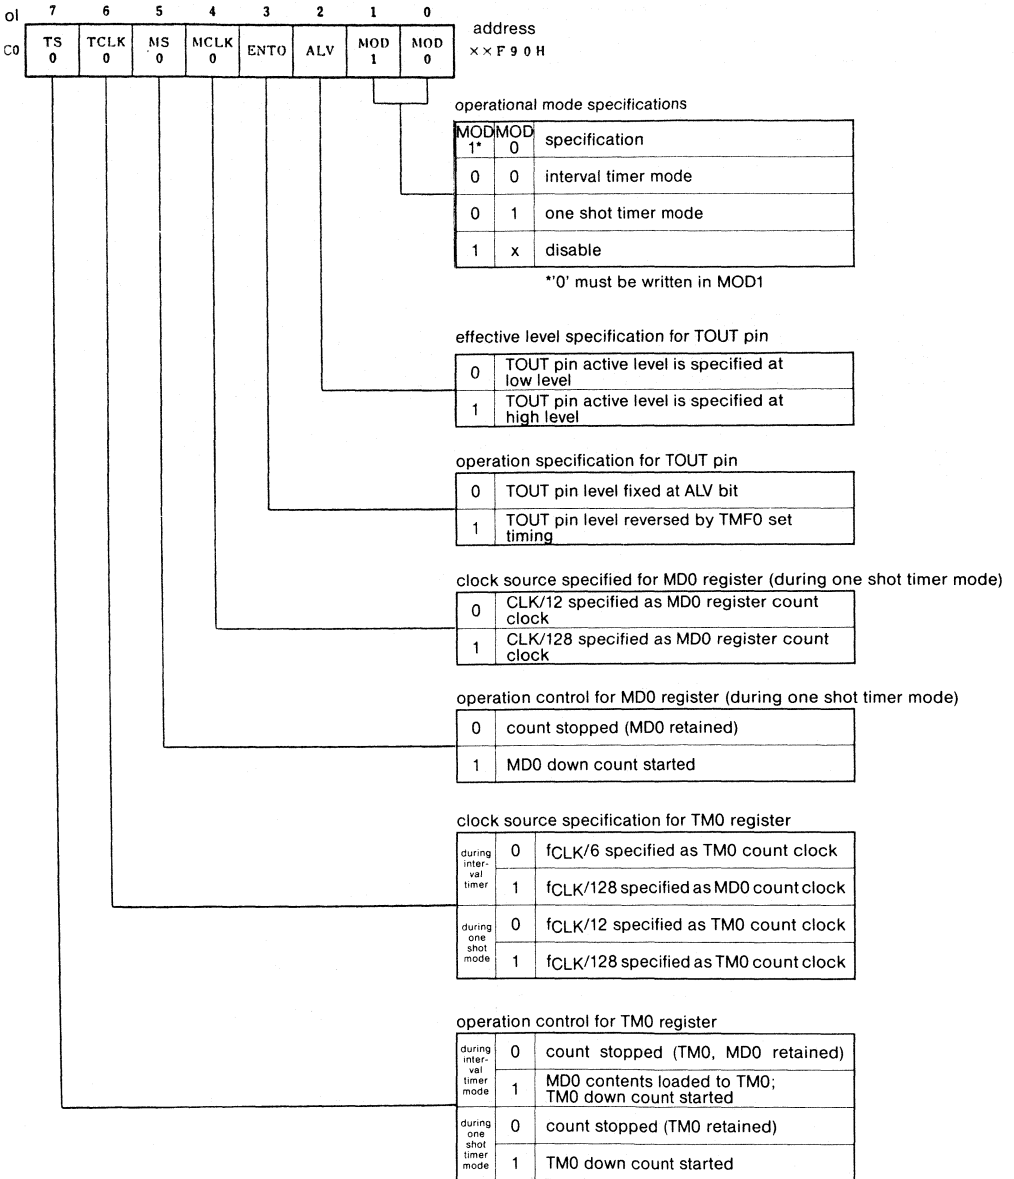 ol 7 6 5 4 3 2 1 0
C0 TS 0 TCLK 0 MS 0 MCLK 0 ENTO ALV MOD 1 MOD 0
address
××F90H
operational mode specifications
MOD 1* MOD 0 specification
0 0 interval timer mode
0 1 one shot timer mode
1 x disable
*'0' must be written in MOD1
effective level specification for TOUT pin
0 TOUT pin active level is specified at
low level
1 TOUT pin active level is specified at
high level
operation specification for TOUT pin
0 TOUT pin level fixed at ALV bit
1 TOUT pin level reversed by TMF0 set
timing
clock source specified for MD0 register (during one shot timer mode)
0 CLK/12 specified as MD0 register count
clock
1 CLK/128 specified as MD0 register count
clock
operation control for MD0 register (during one shot timer mode)
0 count stopped (MD0 retained)
1 MD0 down count started
clock source specification for TM0 register
during
inter-
val
timer
0 fCLK/6 specified as TM0 count clock
1 fCLK/128 specified as MD0 count clock
during
one
shot
mode
0 fCLK/12 specified as TM0 count clock
1 fCLK/128 specified as TM0 count clock
operation control for TM0 register
during
inter-
val
timer
mode
0 count stopped (TM0, MD0 retained)
1 MD0 contents loaded to TM0;
TM0 down count started
during
one
shot
timer
mode
0 count stopped (TM0 retained)
1 TM0 down count started